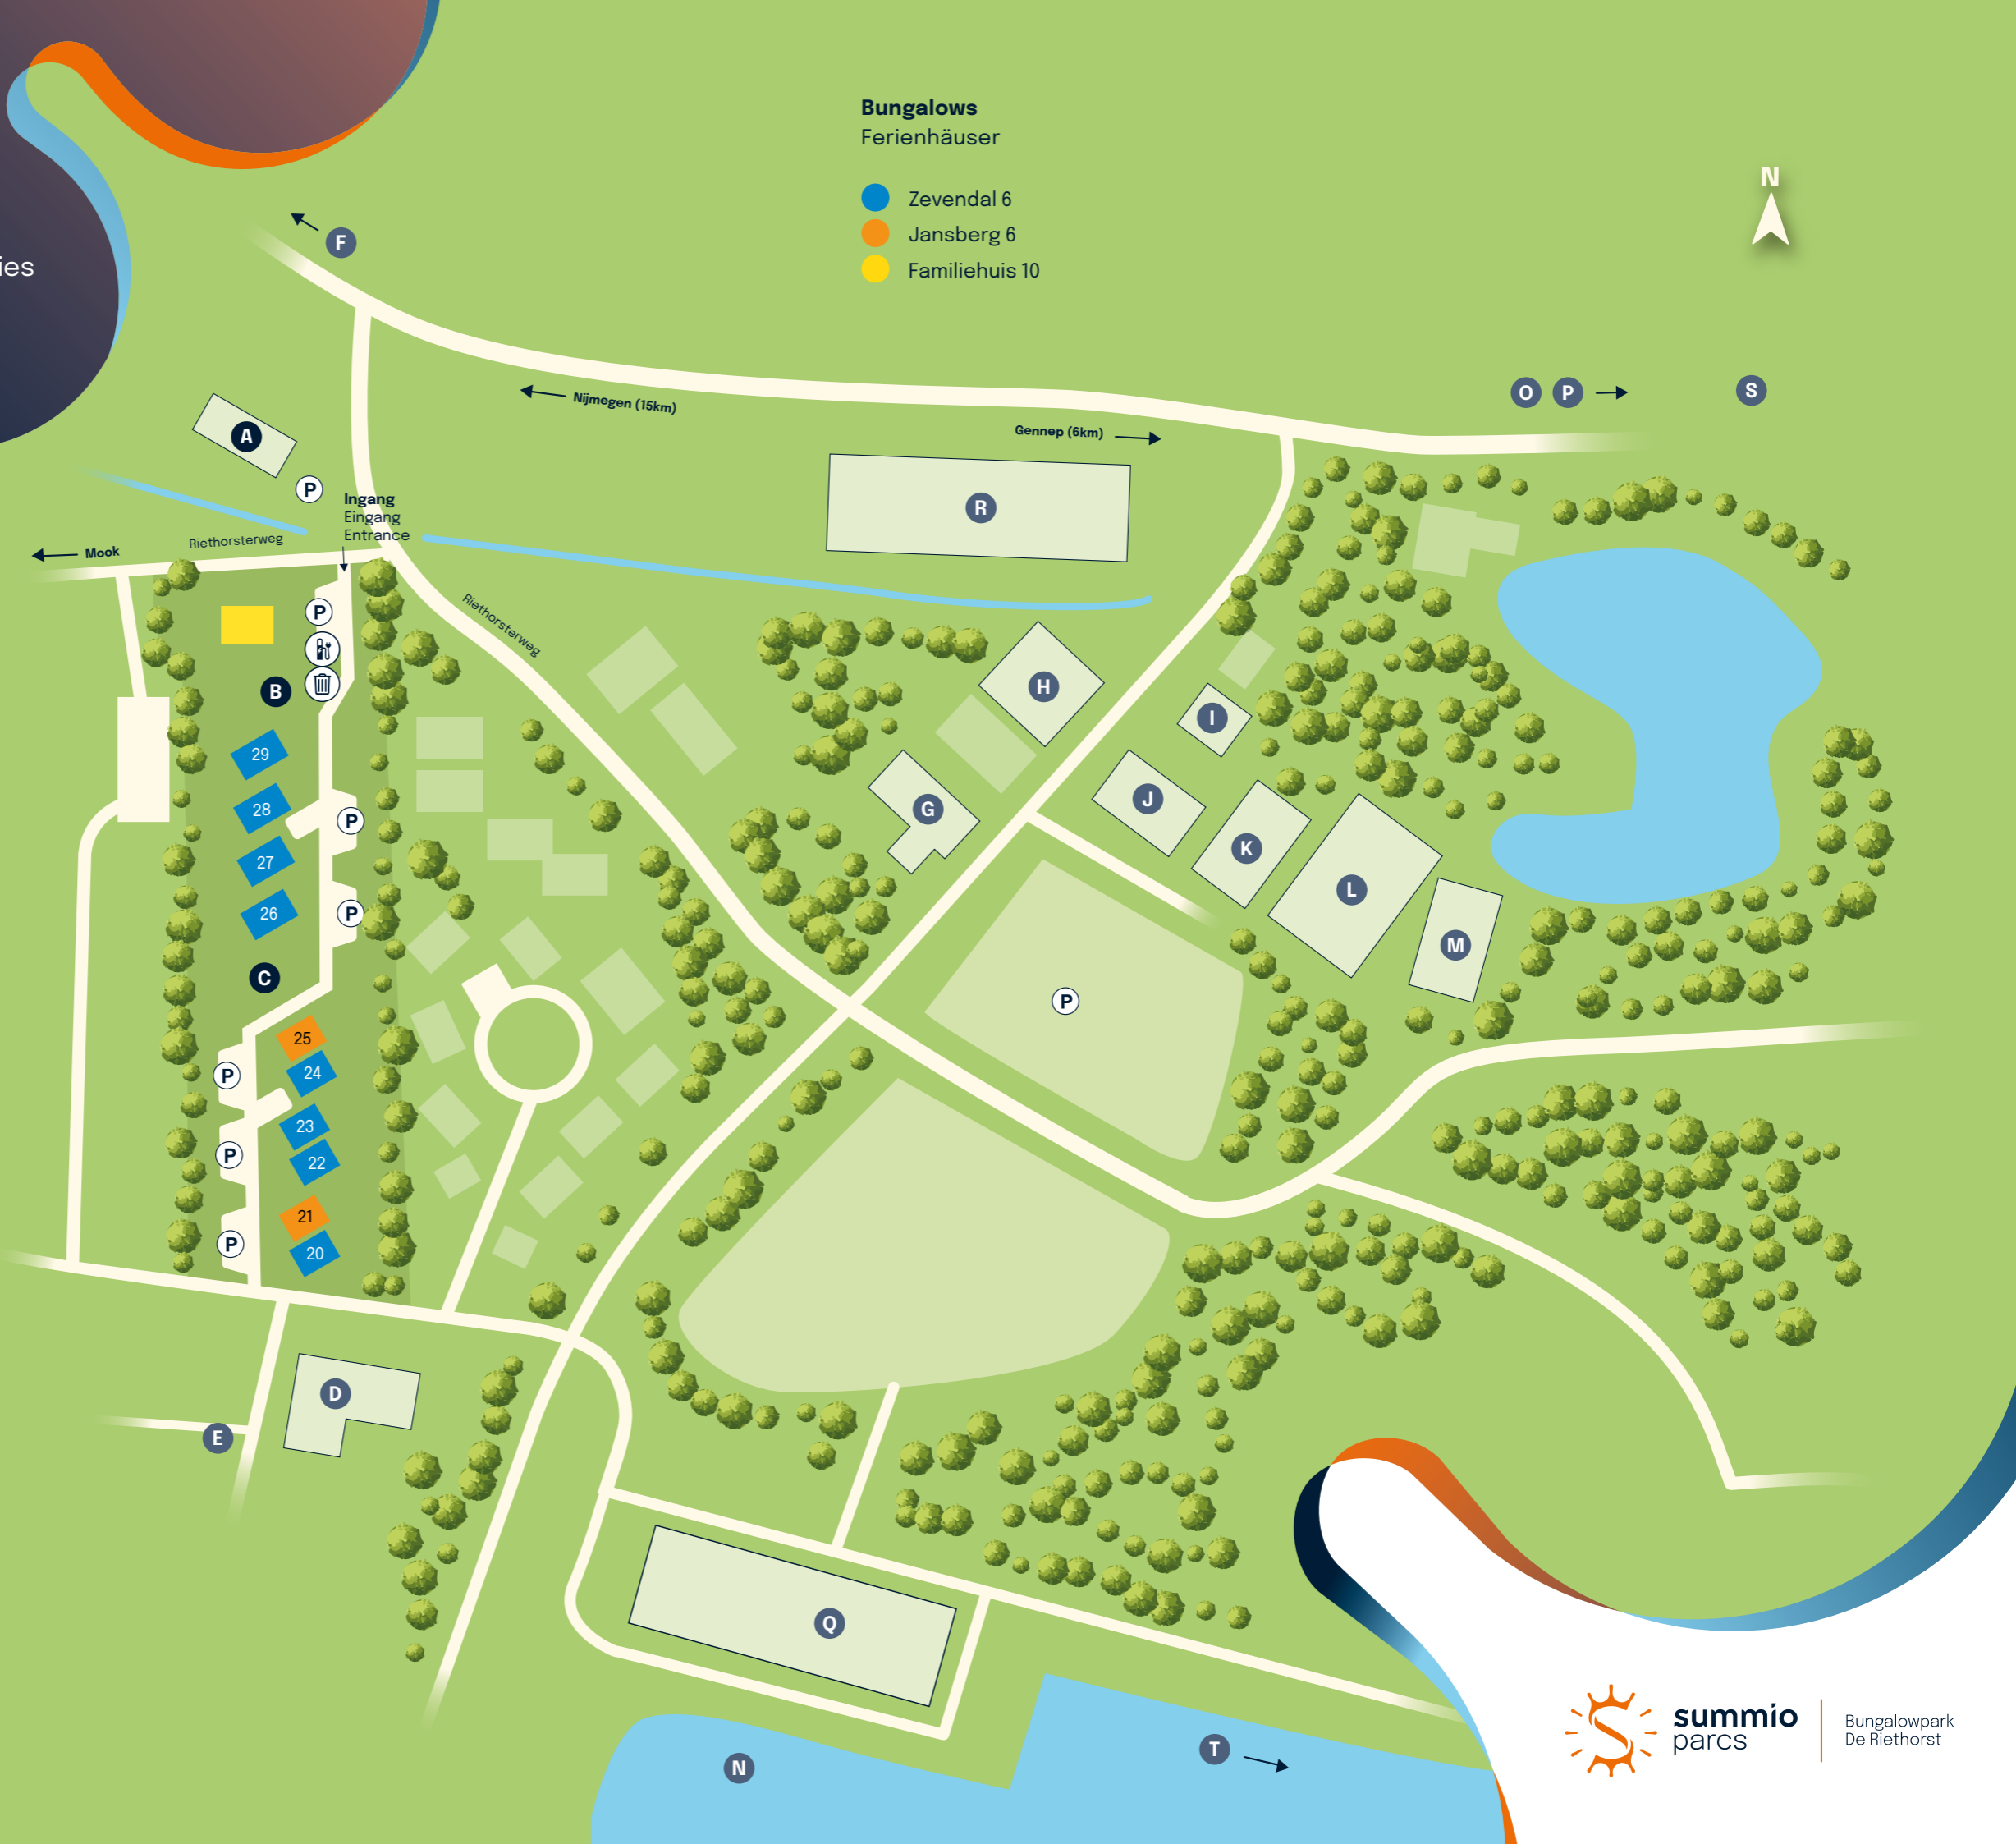 ies
Bungalows
Ferienhäuser
Zevendal 6
Jansberg 6
Familiehuis 10
N
F
Nijmegen (15km)
Gennep (6km)
O P
S
A
P
Ingang
Eingang
Entrance
Mook
Riethorsterweg
Riethorsterweg
R
P
B
H
I
29
28
27
26
P
P
G
J
K
L
M
C
P
25
24
23
22
21
20
P
P
P
D
E
Q
N
T
summio
parcs
Bungalowpark
De Riethorst